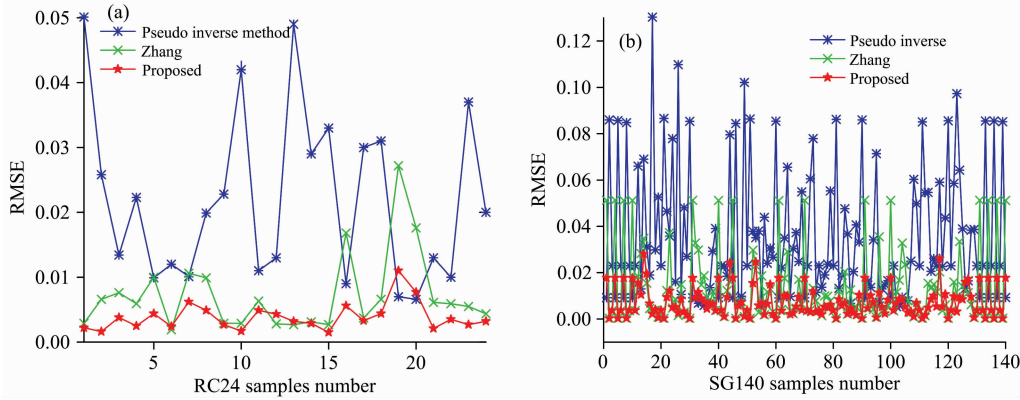 (a)
Pseudo inverse method
Zhang
Proposed
RMSE
0.05
0.04
0.03
0.02
0.01
0.00
5
10
15
20
RC24 samples number
(b)
Pseudo inverse
Zhang
Proposed
RMSE
0.12
0.10
0.08
0.06
0.04
0.02
0.00
0
20
40
60
80
100
120
140
SG140 samples number